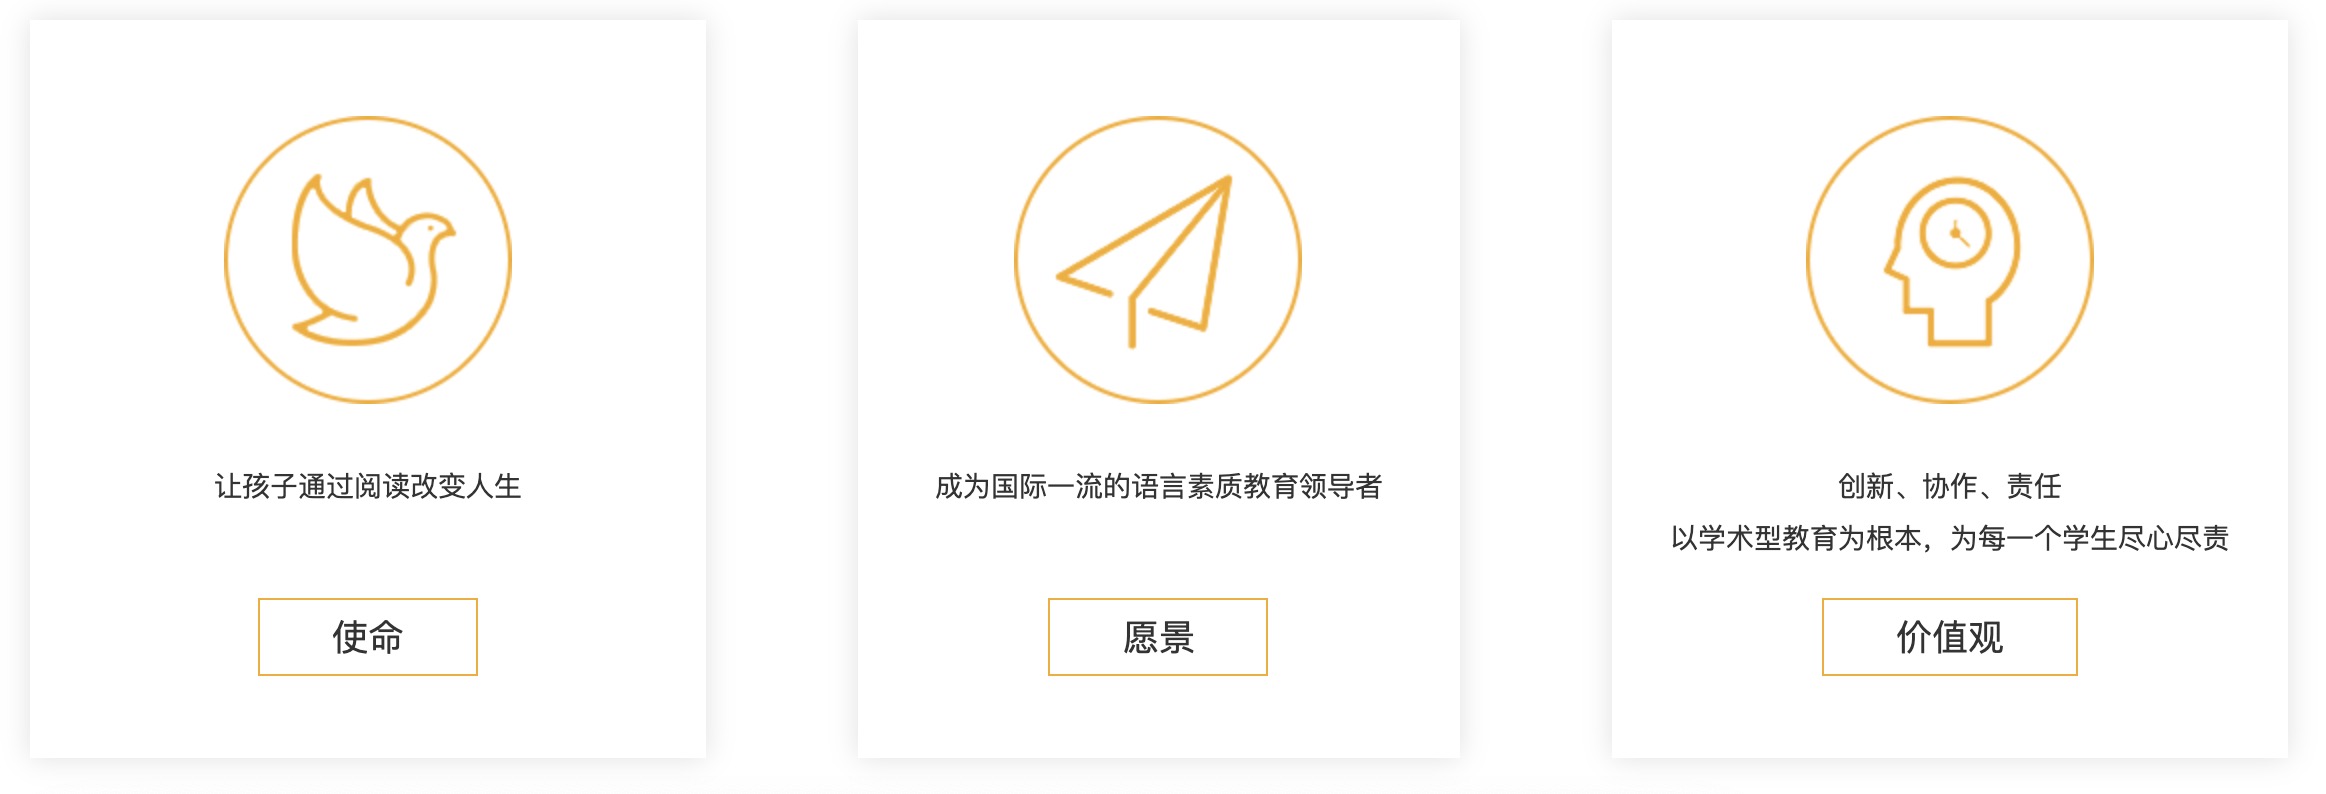 让孩子通过阅读改变人生
使命
成为国际一流的语言素质教育领导者
愿景
创新、协作、责任
以学术型教育为根本，为每一个学生尽心尽责
价值观